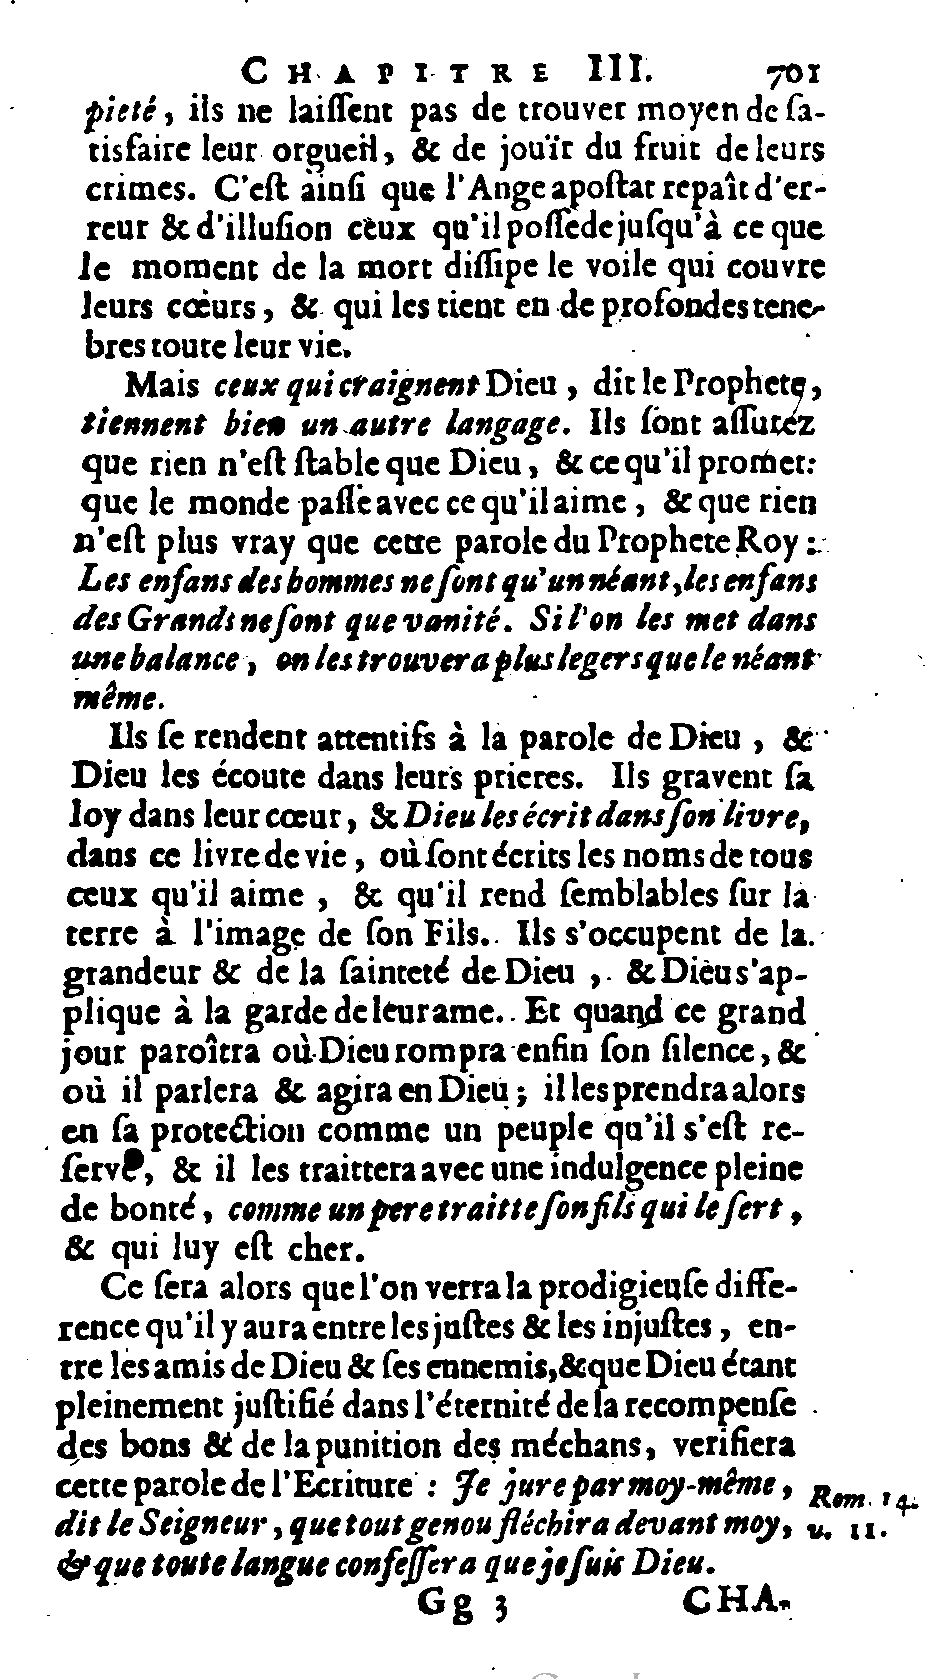 CHAPITRE III. 701
pieté, ils ne laiſſent pas de trouver moyen de ſa-
tisfaire leur orgueil, & de jouïr du fruit de leurs
crimes. C'eſt ainſi que l'Ange apoſtat repaît d'er-
reur & d'illuſion ceux qu'il poſſede juſqu'à ce que
le moment de la mort diſſipe le voile qui couvre
leurs cœurs, & qui les tient en de profondes tene-
bres toute leur vie.
Mais ceux qui craignent Dieu, dit le Prophete,
tiennent bien un autre langage. Ils ſont aſſurez
que rien n'eſt ſtable que Dieu, & ce qu'il promet:
que le monde paſſe avec ce qu'il aime, & que rien
n'eſt plus vray que cette parole du Prophete Roy:
Les enfans des hommes ne ſont qu'un néant, les enfans
des Grands ne ſont que vanité. Si l'on les met dans
une balance, on les trouvera plus legers que le néant
même.
Ils ſe rendent attentifs à la parole de Dieu, &
Dieu les écoute dans leurs prieres. Ils gravent ſa
loy dans leur cœur, & Dieu les écrit dans ſon livre,
dans ce livre de vie, où ſont écrits les noms de tous
ceux qu'il aime, & qu'il rend ſemblables ſur la
terre à l'image de ſon Fils. Ils s'occupent de la
grandeur & de la ſainteté de Dieu, & Dieu s'ap-
plique à la garde de leur ame. Et quand ce grand
jour paroîtra où Dieu rompra enfin ſon ſilence, &
où il parlera & agira en Dieu; il les prendra alors
en ſa protection comme un peuple qu'il s'eſt re-
ſervé, & il les traittera avec une indulgence pleine
de bonté, comme un pere traitte ſon fils qui le ſert,
& qui luy eſt cher.
Ce ſera alors que l'on verra la prodigieuſe diffe-
rence qu'il y aura entre les juſtes & les injuſtes, en-
tre les amis de Dieu & ſes ennemis, & que Dieu étant
pleinement juſtifié dans l'éternité de la recompenſe
des bons & de la punition des méchans, verifiera
cette parole de l'Ecriture: Je jure par moy-même,
dit le Seigneur, que tout genou fléchira devant moy,
& que toute langue confeſſera que je ſuis Dieu.
Rom. 14.
v. 11.
Gg 3 CHA-